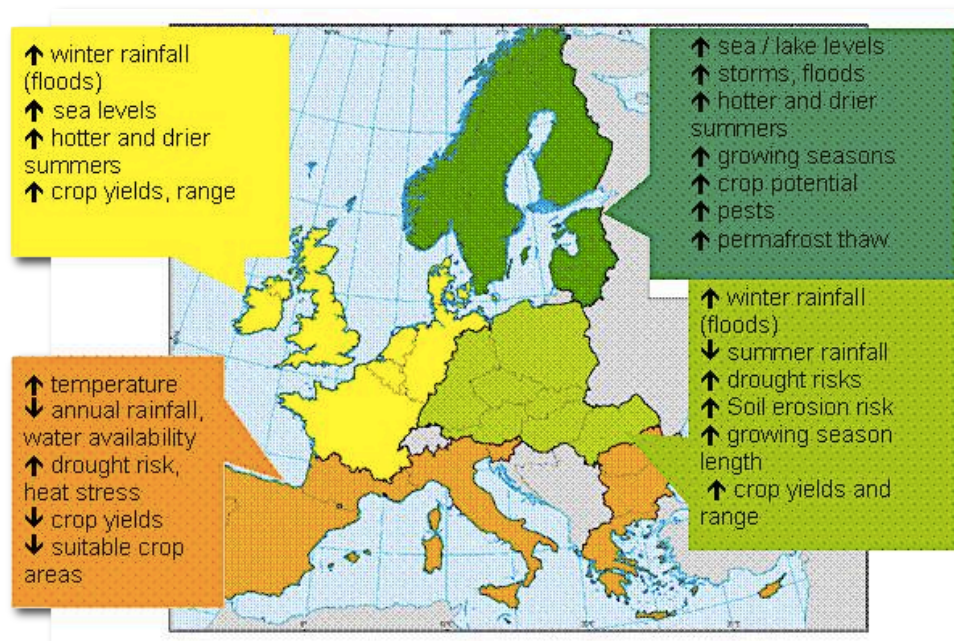 ↑ winter rainfall
(floods)
↑ sea levels
↑ hotter and drier
summers
↑ crop yields, range
↑ sea / lake levels
↑ storms, floods
↑ hotter and drier
summers
↑ growing seasons
↑ crop potential
↑ pests
↑ permafrost thaw
↑ temperature
↓ annual rainfall,
water availability
↑ drought risk,
heat stress
↓ crop yields
↓ suitable crop
areas
↑ winter rainfall
(floods)
↓ summer rainfall
↑ drought risks
↑ Soil erosion risk
↑ growing season
length
↑ crop yields and
range